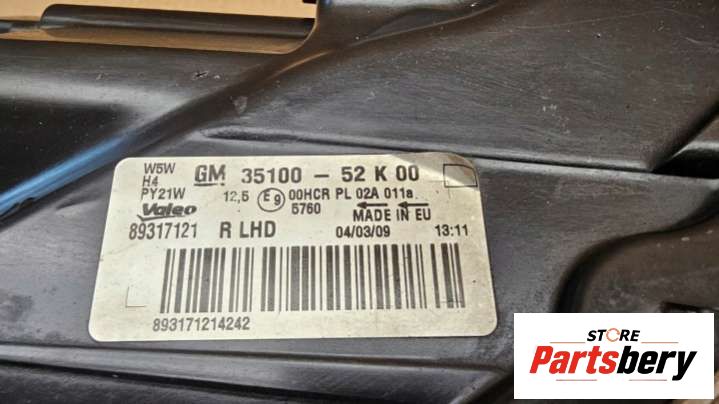 W5W
H4
PY21W
GM 35100 - 52 K 00
12,5 E9 00HCR PL 02A 011a
5760
Valeo
MADE IN EU
89317121 R LHD 04/03/09 13:11
893171214242
STORE
Partsbery